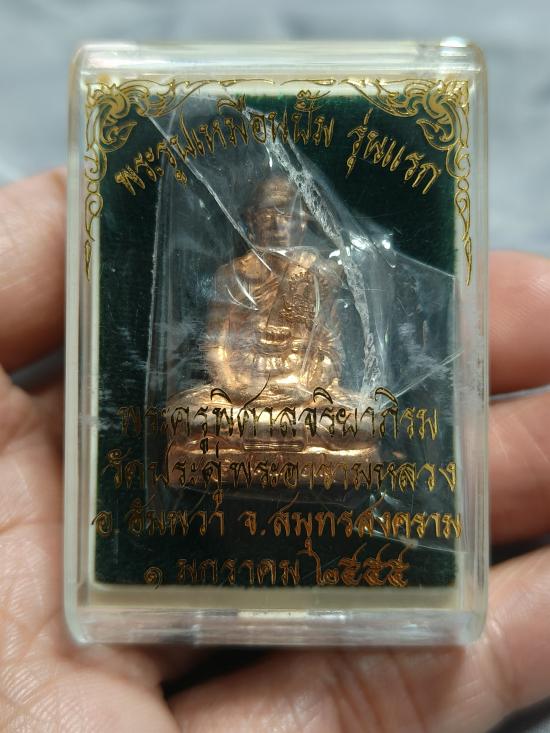 พระรูปเหมือนปั๊ม รุ่นแรก
พระครูพิศาลจริยาภิรม
วัดประดู่พระอารามหลวง
อ.อัมพวา จ.สมุทรสงคราม
๑ มกราคม ๒๕๕๕